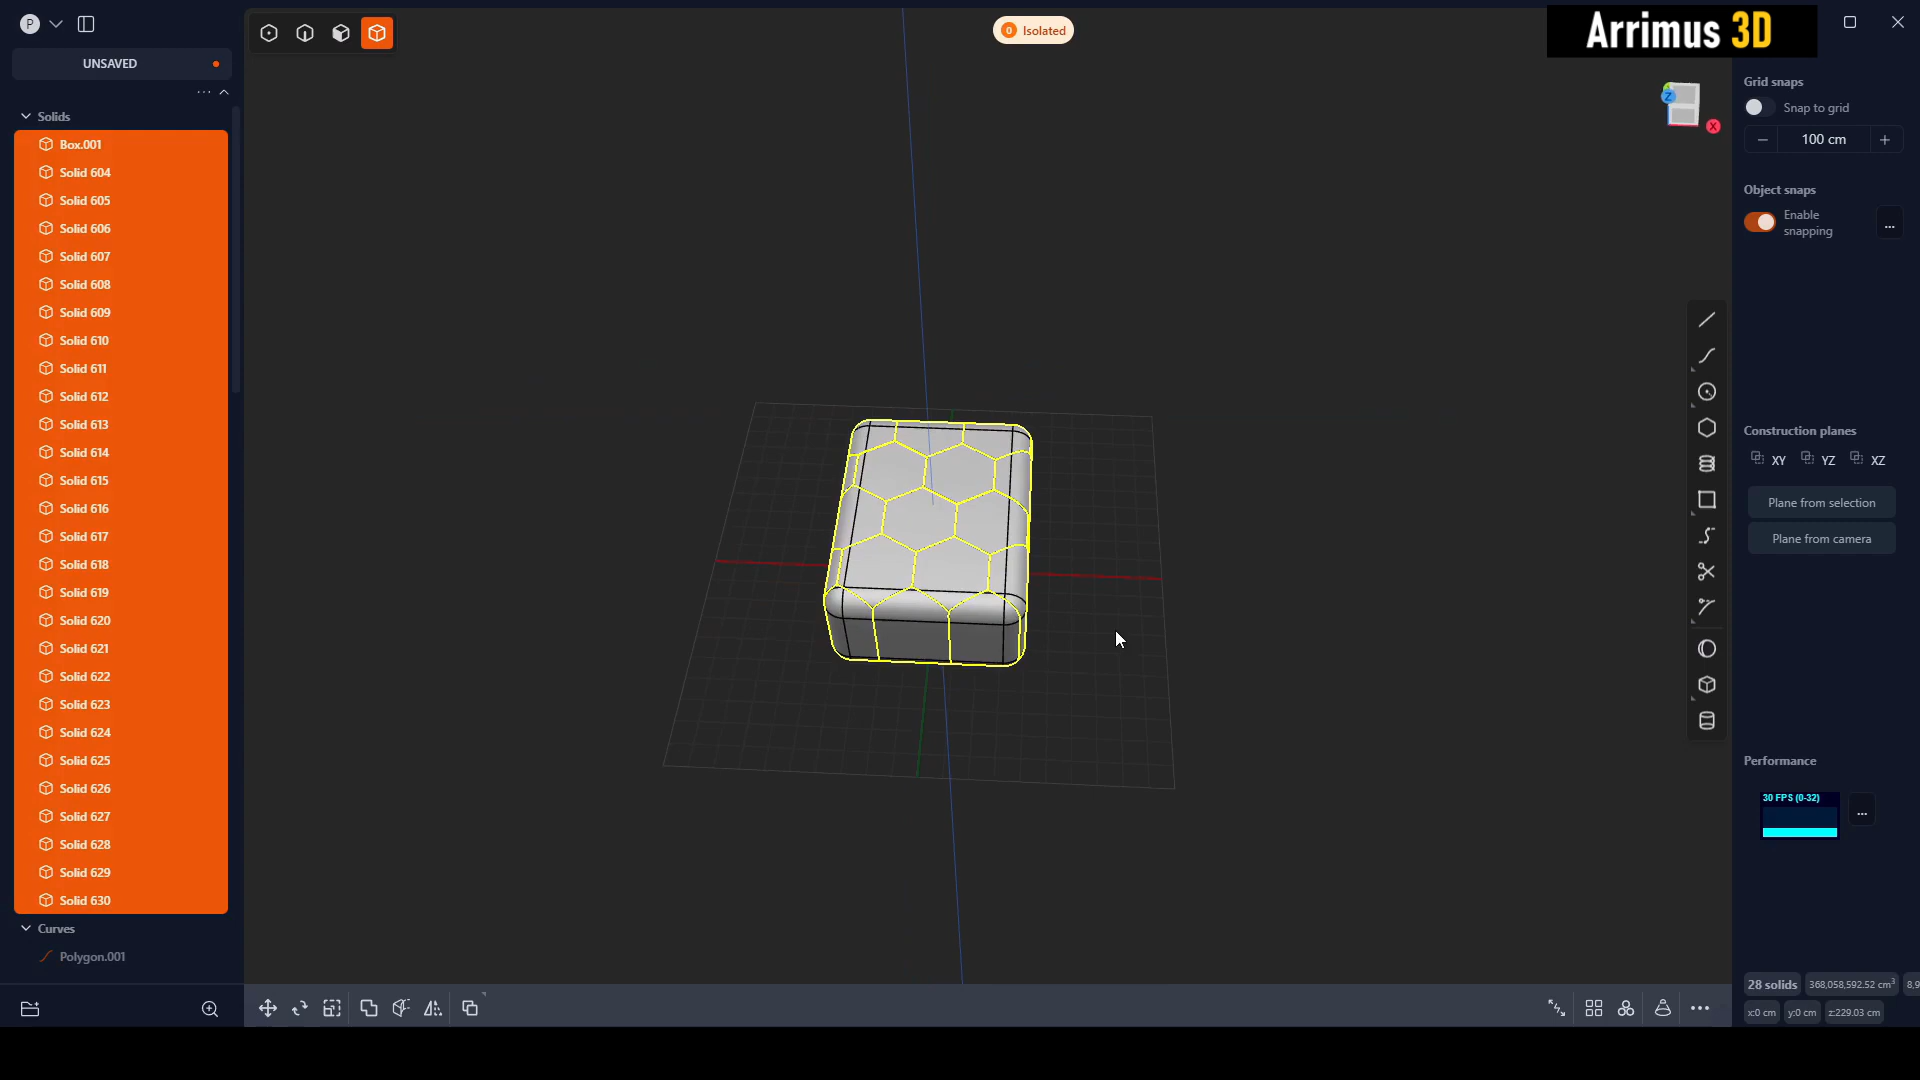 P
UNSAVED
Isolated
Arrimus 3D
Solids
Box.001
Solid 604
Solid 605
Solid 606
Solid 607
Solid 608
Solid 609
Solid 610
Solid 611
Solid 612
Solid 613
Solid 614
Solid 615
Solid 616
Solid 617
Solid 618
Solid 619
Solid 620
Solid 621
Solid 622
Solid 623
Solid 624
Solid 625
Solid 626
Solid 627
Solid 628
Solid 629
Solid 630
Curves
Polygon.001
Z
X
Grid snaps
Snap to grid
100 cm
Object snaps
Enable
snapping
...
Construction planes
XY YZ XZ
Plane from selection
Plane from camera
Performance
30 FPS (0-32)
...
28 solids 368,058,592.52 cm³ 8,9
x:0 cm y:0 cm z:229.03 cm